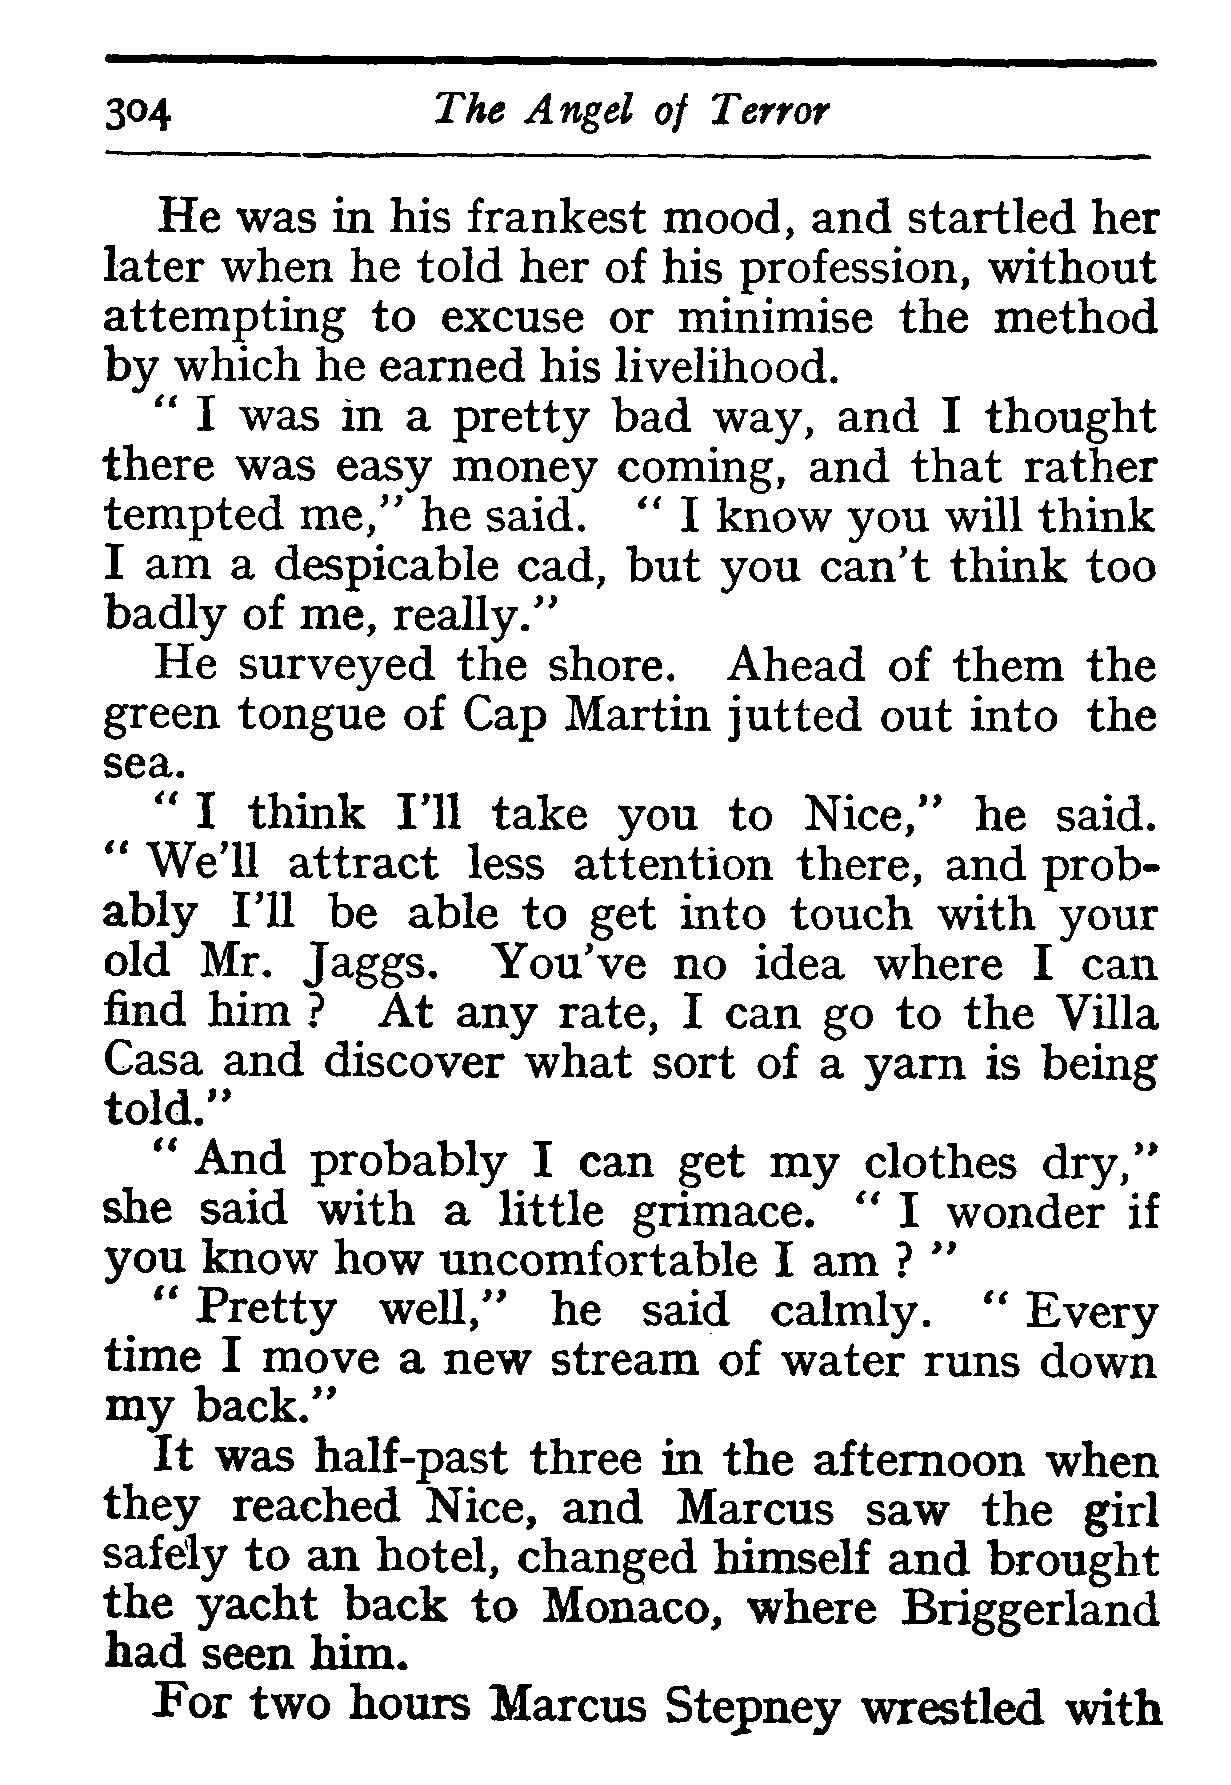 304 The Angel of Terror
He was in his frankest mood, and startled her
later when he told her of his profession, without
attempting to excuse or minimise the method
by which he earned his livelihood.
“ I was in a pretty bad way, and I thought
there was easy money coming, and that rather
tempted me,” he said. “ I know you will think
I am a despicable cad, but you can’t think too
badly of me, really.”
He surveyed the shore. Ahead of them the
green tongue of Cap Martin jutted out into the
sea.
“ I think I’ll take you to Nice,” he said.
“ We’ll attract less attention there, and prob-
ably I’ll be able to get into touch with your
old Mr. Jaggs. You’ve no idea where I can
find him ? At any rate, I can go to the Villa
Casa and discover what sort of a yarn is being
told.”
“ And probably I can get my clothes dry,”
she said with a little grimace. “ I wonder if
you know how uncomfortable I am ? ”
“ Pretty well,” he said calmly. “ Every
time I move a new stream of water runs down
my back.”
It was half-past three in the afternoon when
they reached Nice, and Marcus saw the girl
safely to an hotel, changed himself and brought
the yacht back to Monaco, where Briggerland
had seen him.
For two hours Marcus Stepney wrestled with